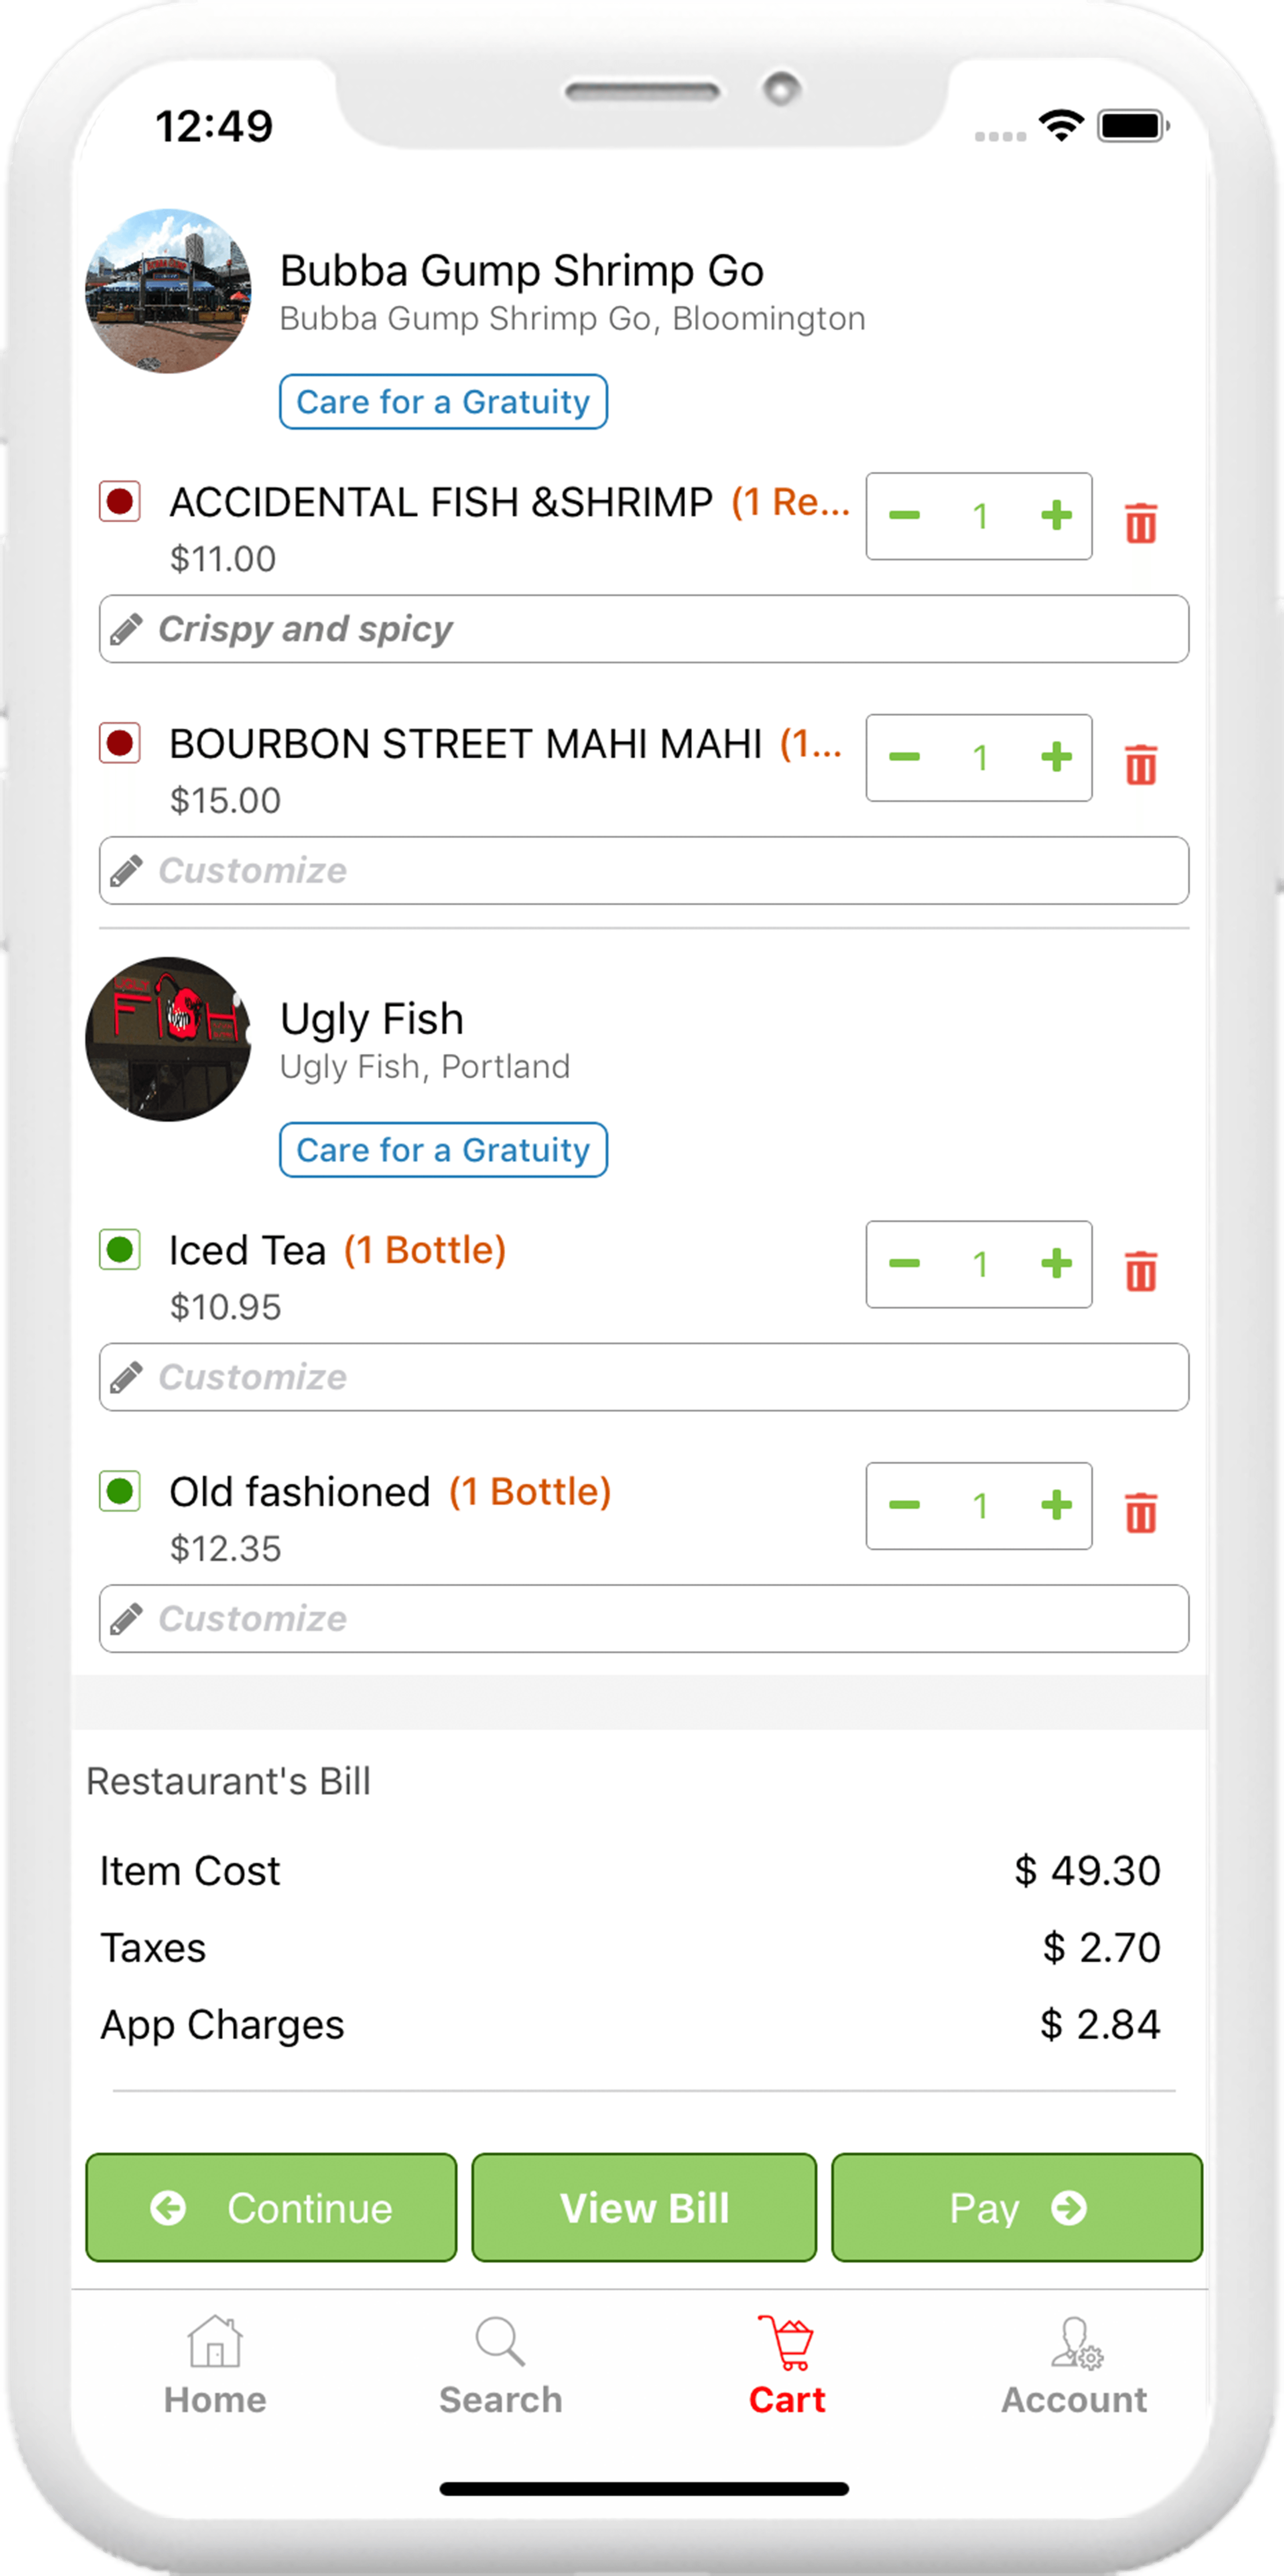 12:49
Bubba Gump Shrimp Go
Bubba Gump Shrimp Go, Bloomington
Care for a Gratuity
ACCIDENTAL FISH &SHRIMP (1 Re...
1
$11.00
Crispy and spicy
BOURBON STREET MAHI MAHI (1...
1
$15.00
Customize
FISH
Ugly Fish
Ugly Fish, Portland
Care for a Gratuity
Iced Tea (1 Bottle)
1
$10.95
Customize
Old fashioned (1 Bottle)
1
$12.35
Customize
Restaurant's Bill
Item Cost $ 49.30
Taxes $ 2.70
App Charges $ 2.84
Continue View Bill Pay
Home Search Cart Account